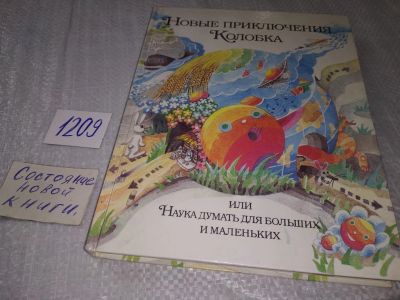 Новые приключения
Колобка
или
Наука думать для больших
и маленьких
1209
Состояние
новой
книги.